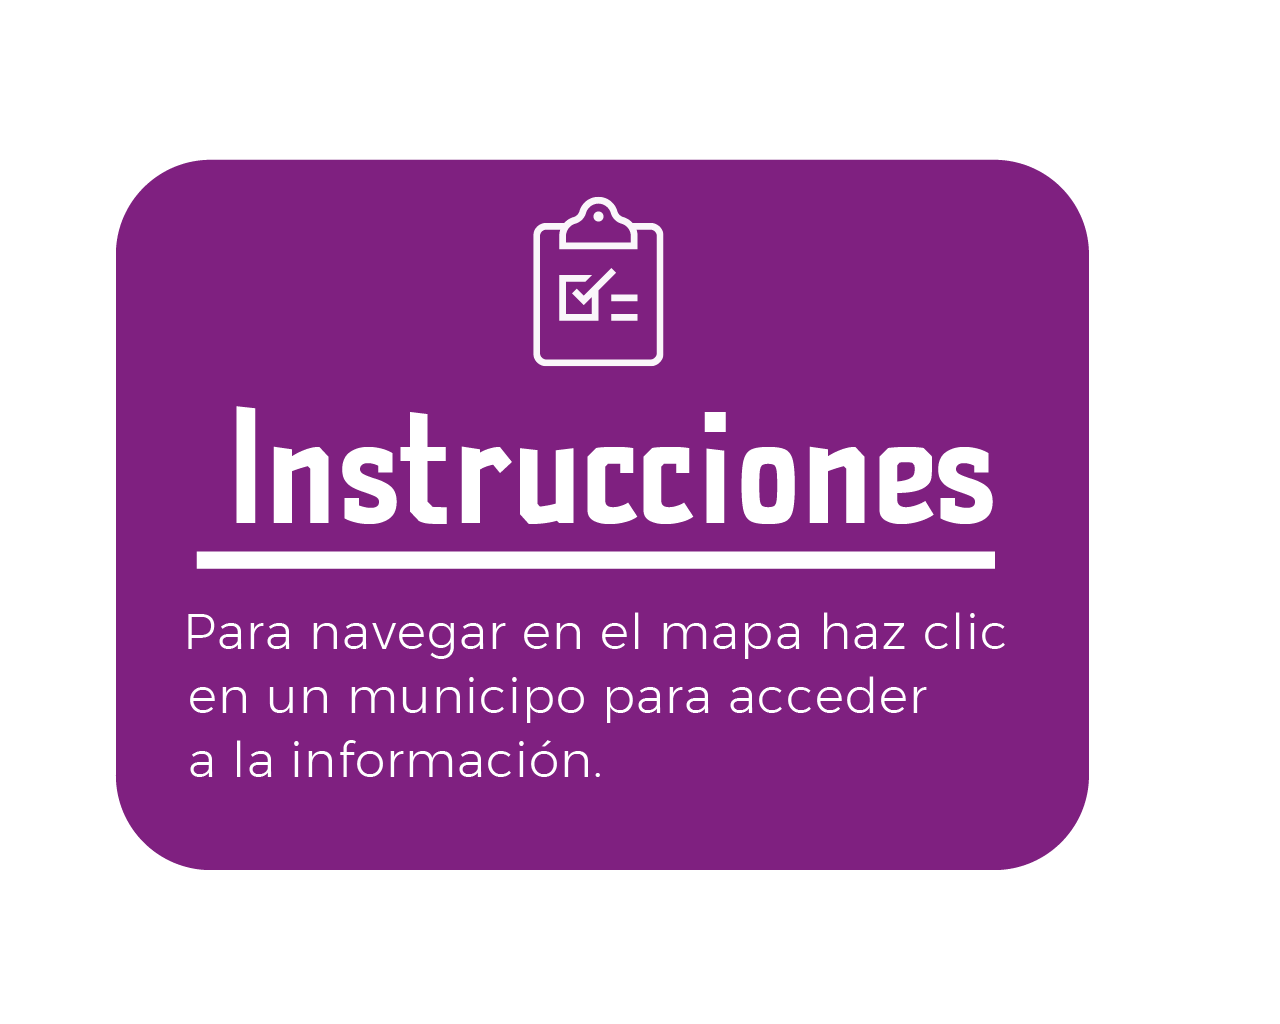 Instrucciones
Para navegar en el mapa haz clic
en un municipo para acceder
a la información.